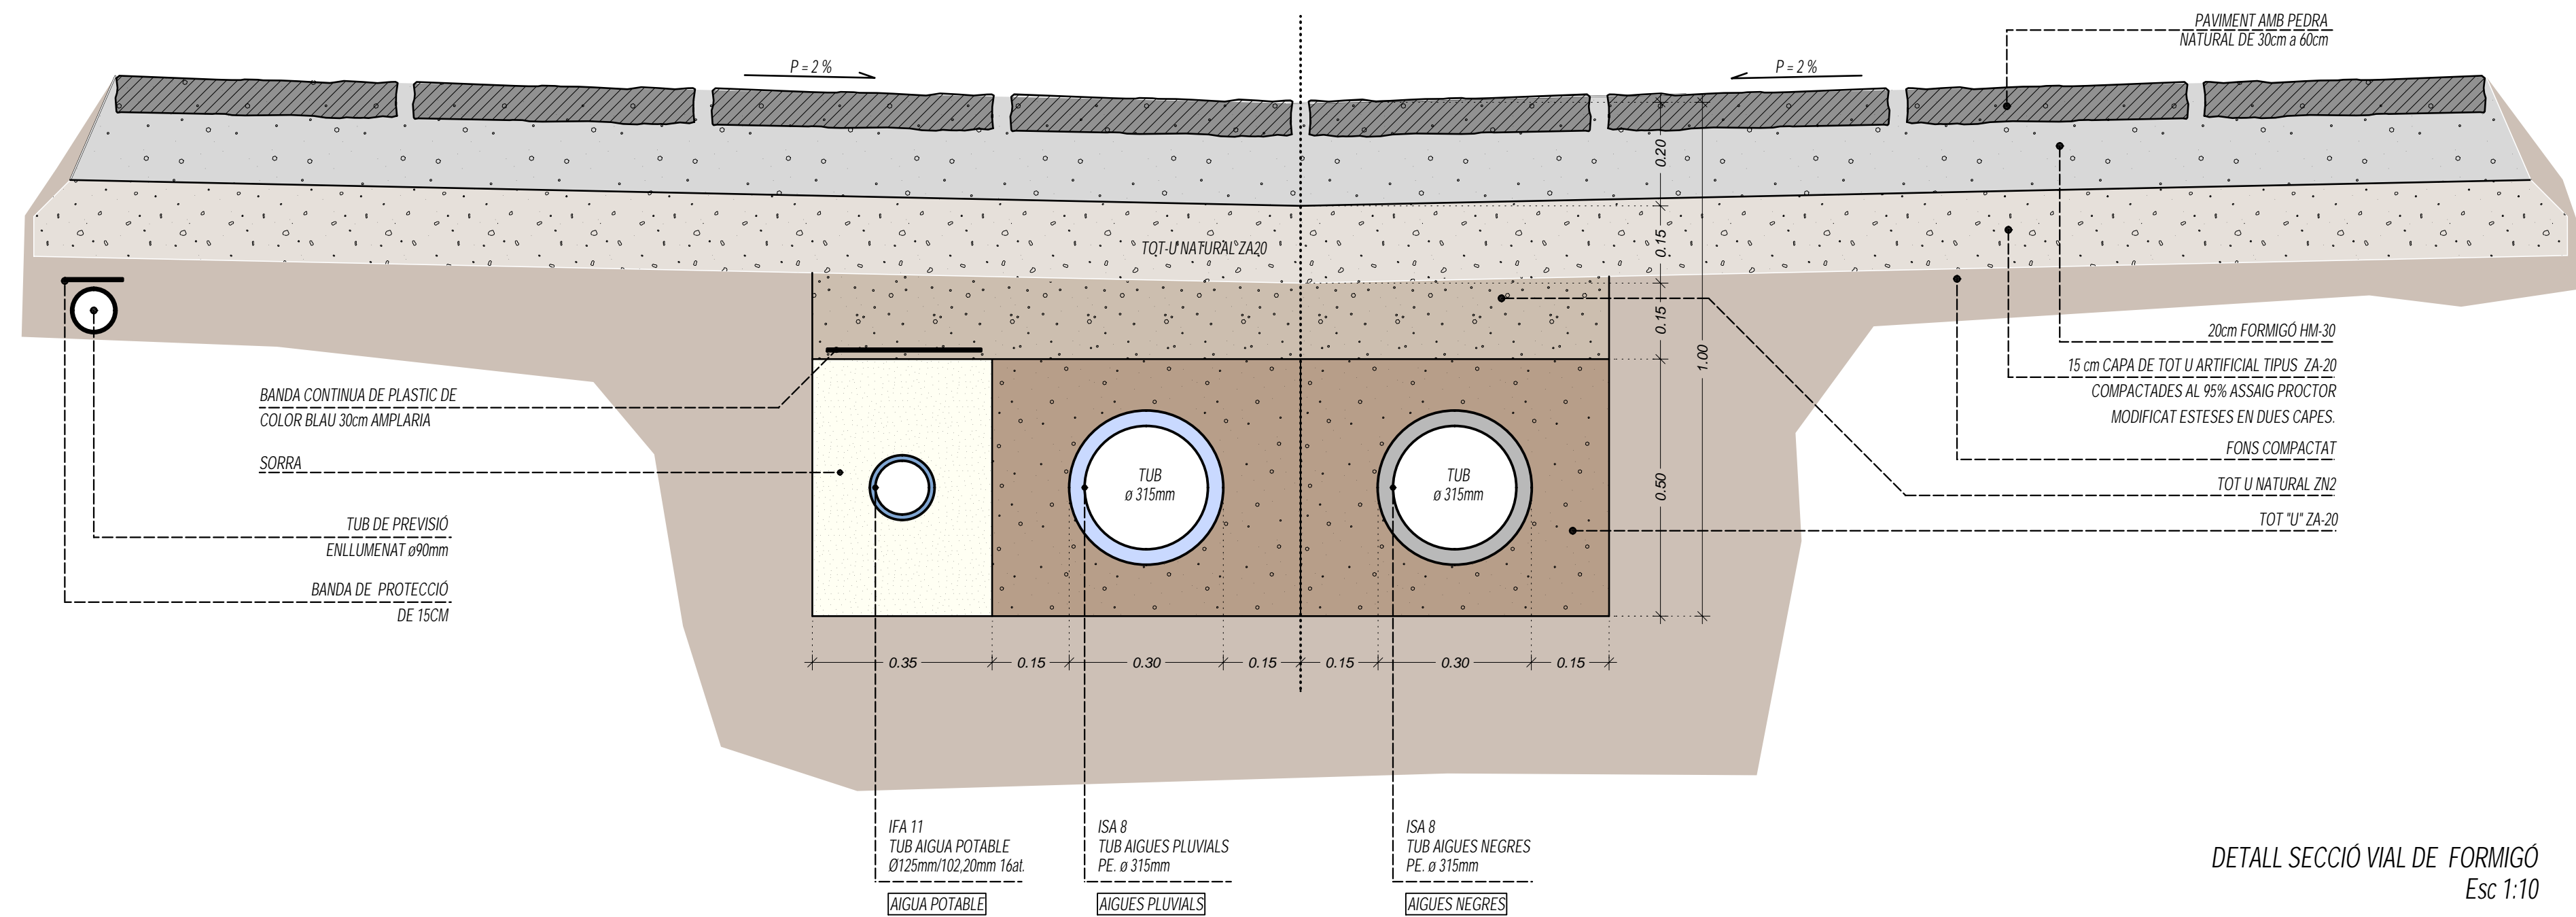 PAVIMENT AMB PEDRA
NATURAL DE 30cm a 60cm
P = 2 %
P = 2 %
0.20
0.15
0.15
1.00
0.50
TOT-U NATURAL ZA20
20cm FORMIGÓ HM-30
15 cm CAPA DE TOT U ARTIFICIAL TIPUS ZA-20
COMPACTADES AL 95% ASSAIG PROCTOR
MODIFICAT ESTESES EN DUES CAPES.
FONS COMPACTAT
TOT U NATURAL ZN2
TOT "U" ZA-20
BANDA CONTINUA DE PLASTIC DE
COLOR BLAU 30cm AMPLARIA
SORRA
TUB DE PREVISIÓ
ENLLUMENAT ø90mm
BANDA DE PROTECCIÓ
DE 15CM
TUB
ø 315mm
TUB
ø 315mm
0.35
0.15
0.30
0.15
0.15
0.30
0.15
IFA 11
TUB AIGUA POTABLE
Ø125mm/102,20mm 16at.
AIGUA POTABLE
ISA 8
TUB AIGUES PLUVIALS
PE. ø 315mm
AIGUES PLUVIALS
ISA 8
TUB AIGUES NEGRES
PE. ø 315mm
AIGUES NEGRES
DETALL SECCIÓ VIAL DE FORMIGÓ
Esc 1:10